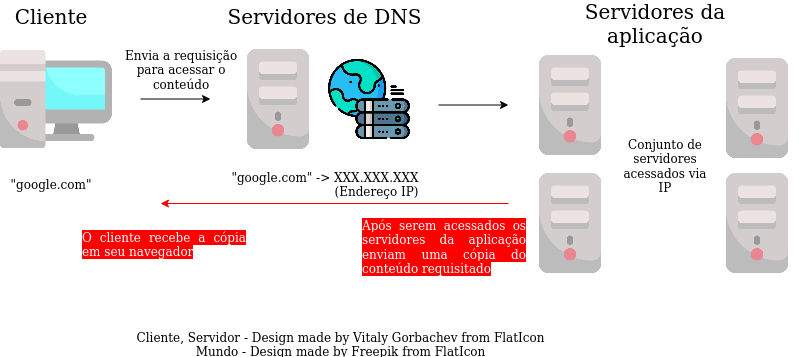 Cliente
Servidores de DNS
Servidores da
aplicação
Envia a requisição
para acessar o
conteúdo
Conjunto de
servidores
acessados via
IP
"google.com"
"google.com" -> XXX.XXX.XXX
(Endereço IP)
O cliente recebe a cópia
em seu navegador
Após serem acessados os
servidores da aplicação
enviam uma cópia do
conteúdo requisitado
Cliente, Servidor - Design made by Vitaly Gorbachev from FlatIcon
Mundo - Design made by Freepik from FlatIcon